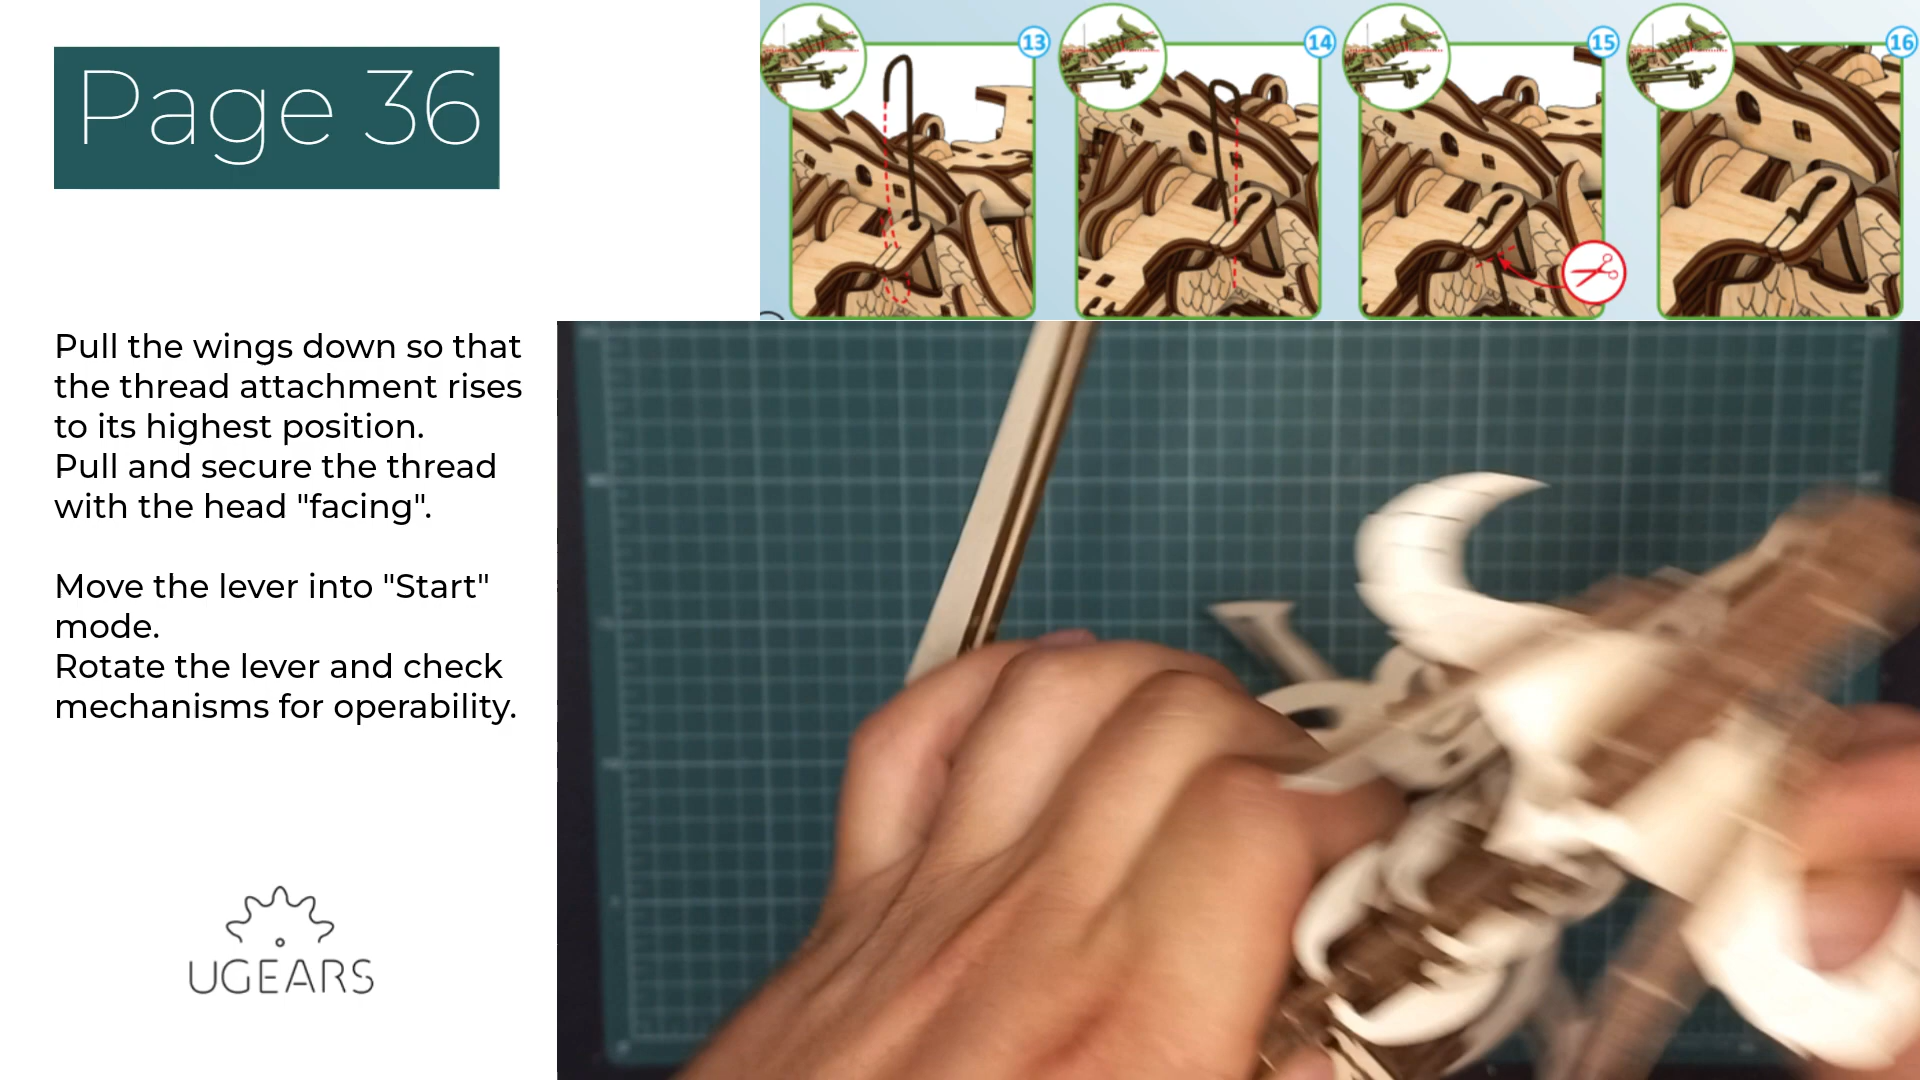 Page 36
13
14
15
16
Pull the wings down so that
the thread attachment rises
to its highest position.
Pull and secure the thread
with the head "facing".
Move the lever into "Start"
mode.
Rotate the lever and check
mechanisms for operability.
UGEARS